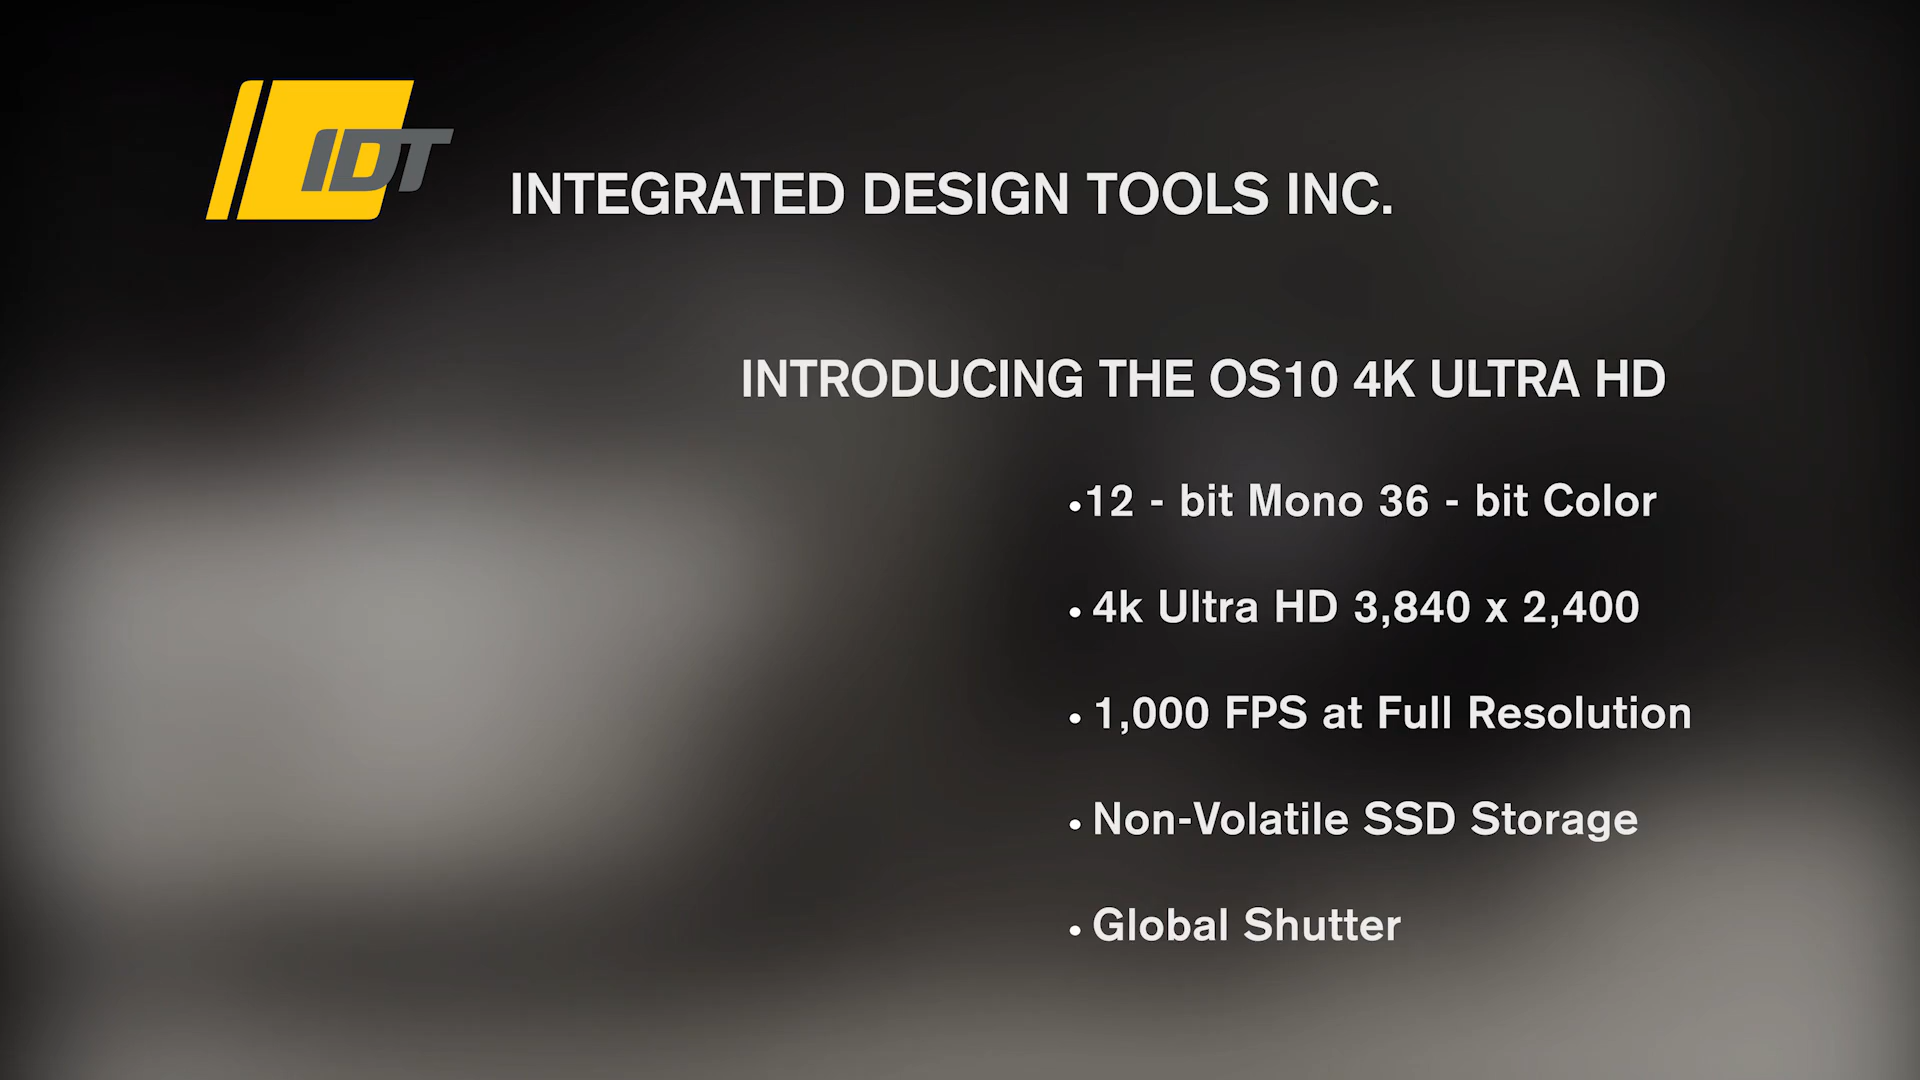 IDT
INTEGRATED DESIGN TOOLS INC.
INTRODUCING THE OS10 4K ULTRA HD
•12 - bit Mono 36 - bit Color
• 4k Ultra HD 3,840 x 2,400
• 1,000 FPS at Full Resolution
• Non-Volatile SSD Storage
• Global Shutter